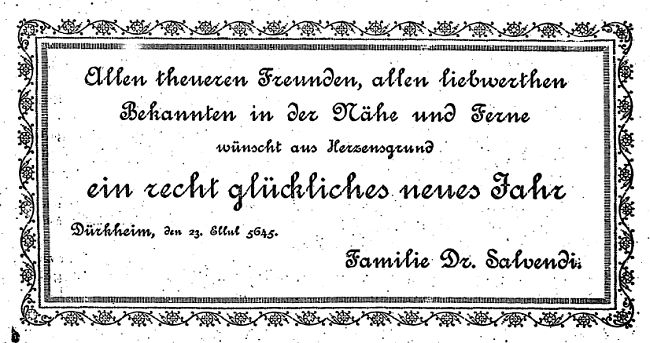 Allen theueren Freunden, allen liebwerthen
Bekannten in der Nähe und Ferne
wünscht aus Herzensgrund
ein recht glückliches neues Jahr
Dürkheim, den 23. Ellul 5645.
Familie Dr. Salvendi.